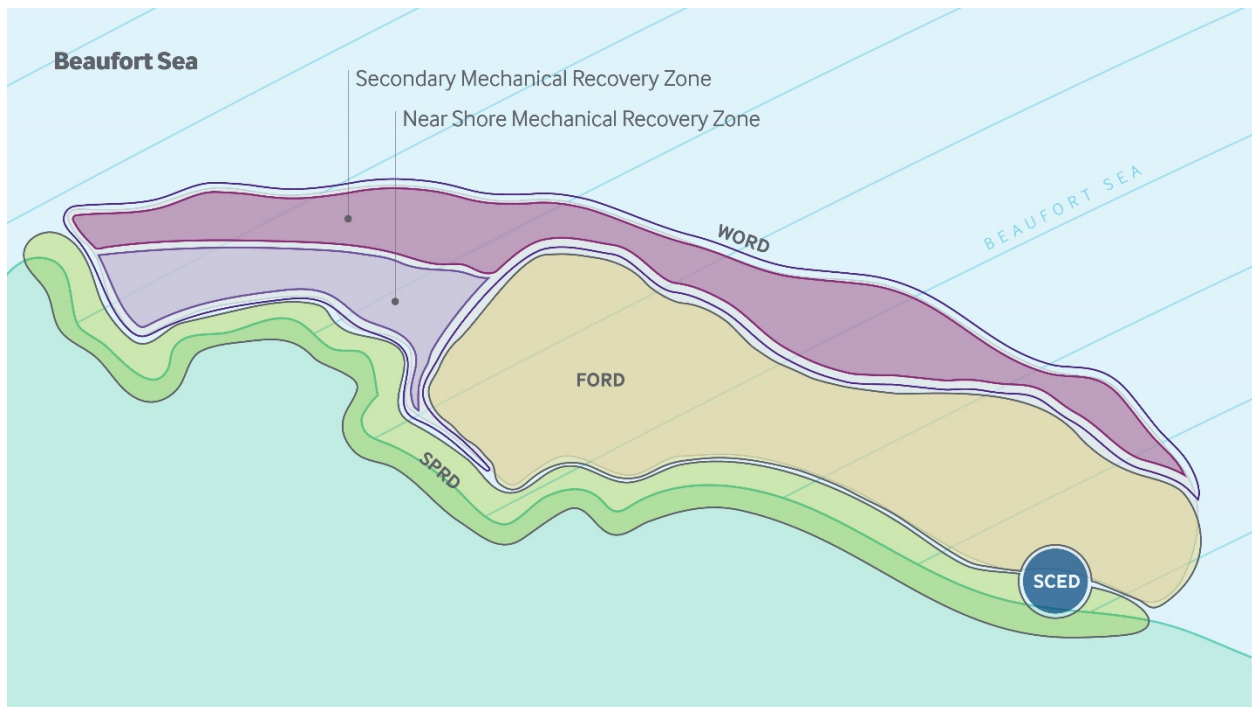 Beaufort Sea
Secondary Mechanical Recovery Zone
Near Shore Mechanical Recovery Zone
BEAUFORT SEA
WORD
FORD
SPRD
SCED